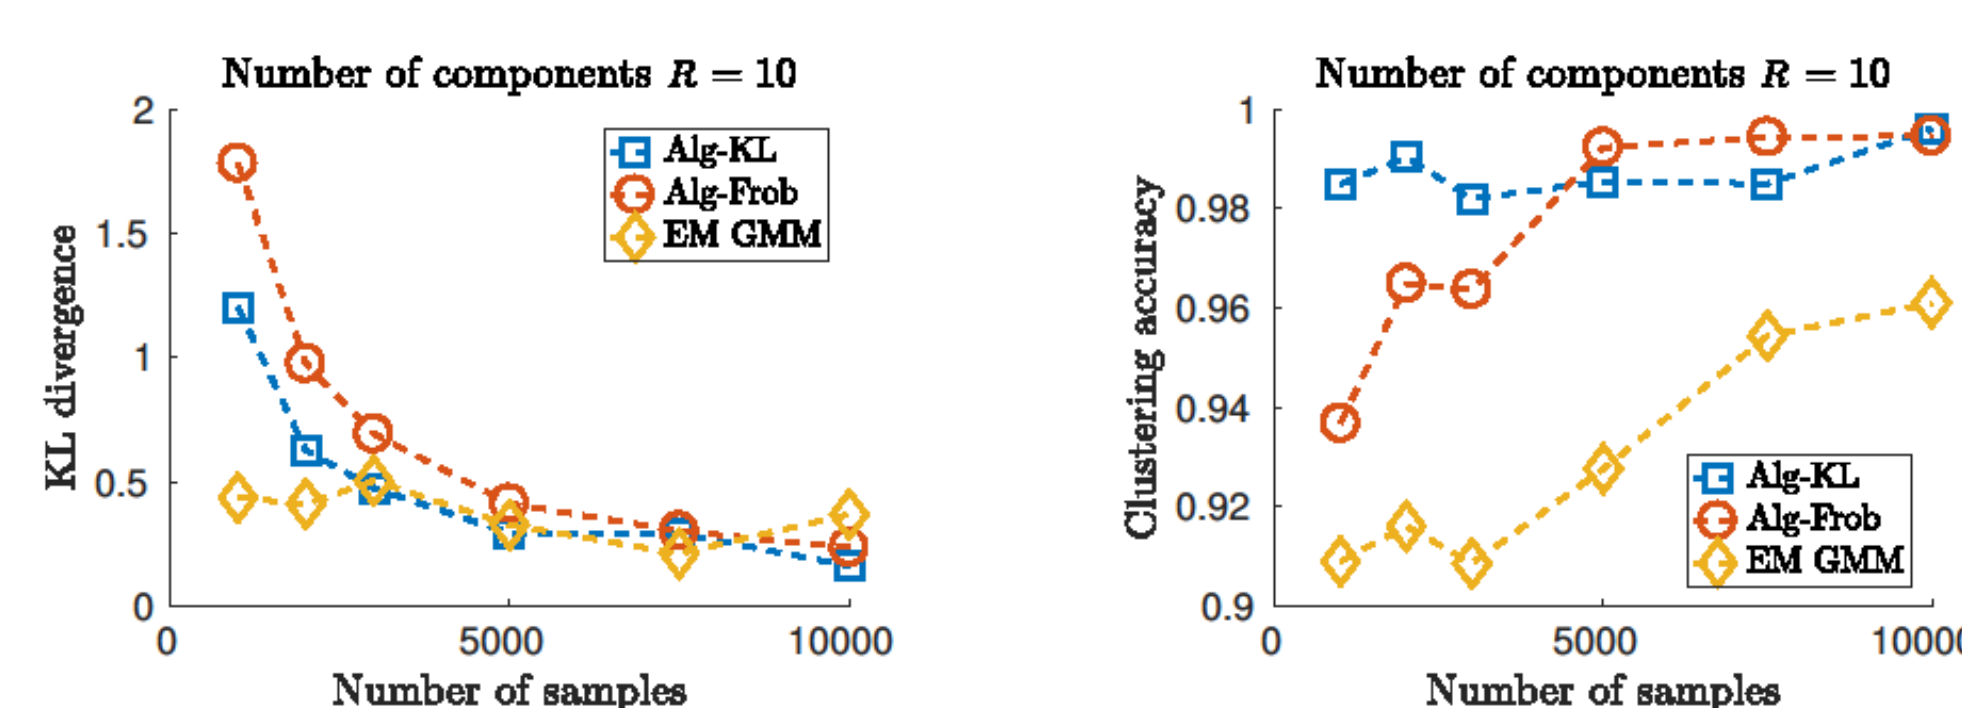 Number of components R = 10
2
1.5
1
0.5
0
KL divergence
Alg-KL
Alg-Frob
EM GMM
0 5000 10000
Number of samples
Number of components R = 10
1
0.98
0.96
0.94
0.92
0.9
Clustering accuracy
Alg-KL
Alg-Frob
EM GMM
0 5000 10000
Number of samples